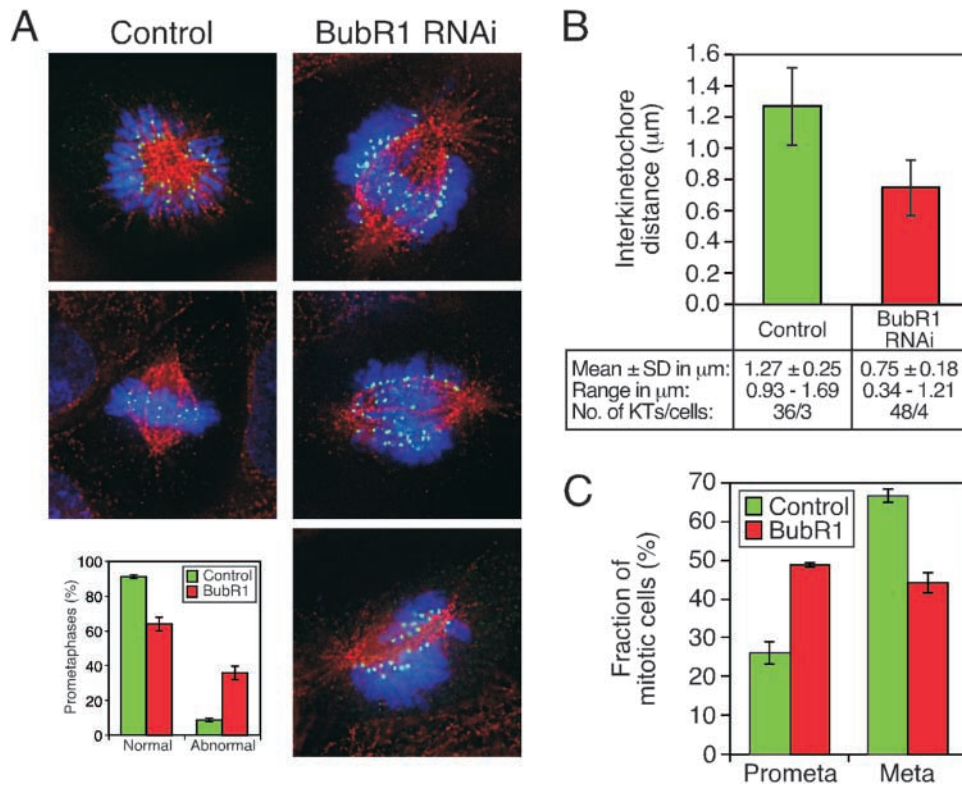 A
Control
BubR1 RNAi
Prometaphases (%)
100
80
60
40
20
0
Control
BubR1
Normal
Abnormal
B
Interkinetochore
distance (μm)
1.6
1.4
1.2
1.0
0.8
0.6
0.4
0.2
0.0
Control
BubR1
RNAi
Mean ± SD in μm: 1.27 ± 0.25 0.75 ± 0.18
Range in μm: 0.93 - 1.69 0.34 - 1.21
No. of KTs/cells: 36/3 48/4
C
Fraction of
mitotic cells (%)
70
60
50
40
30
20
10
0
Control
BubR1
Prometa
Meta